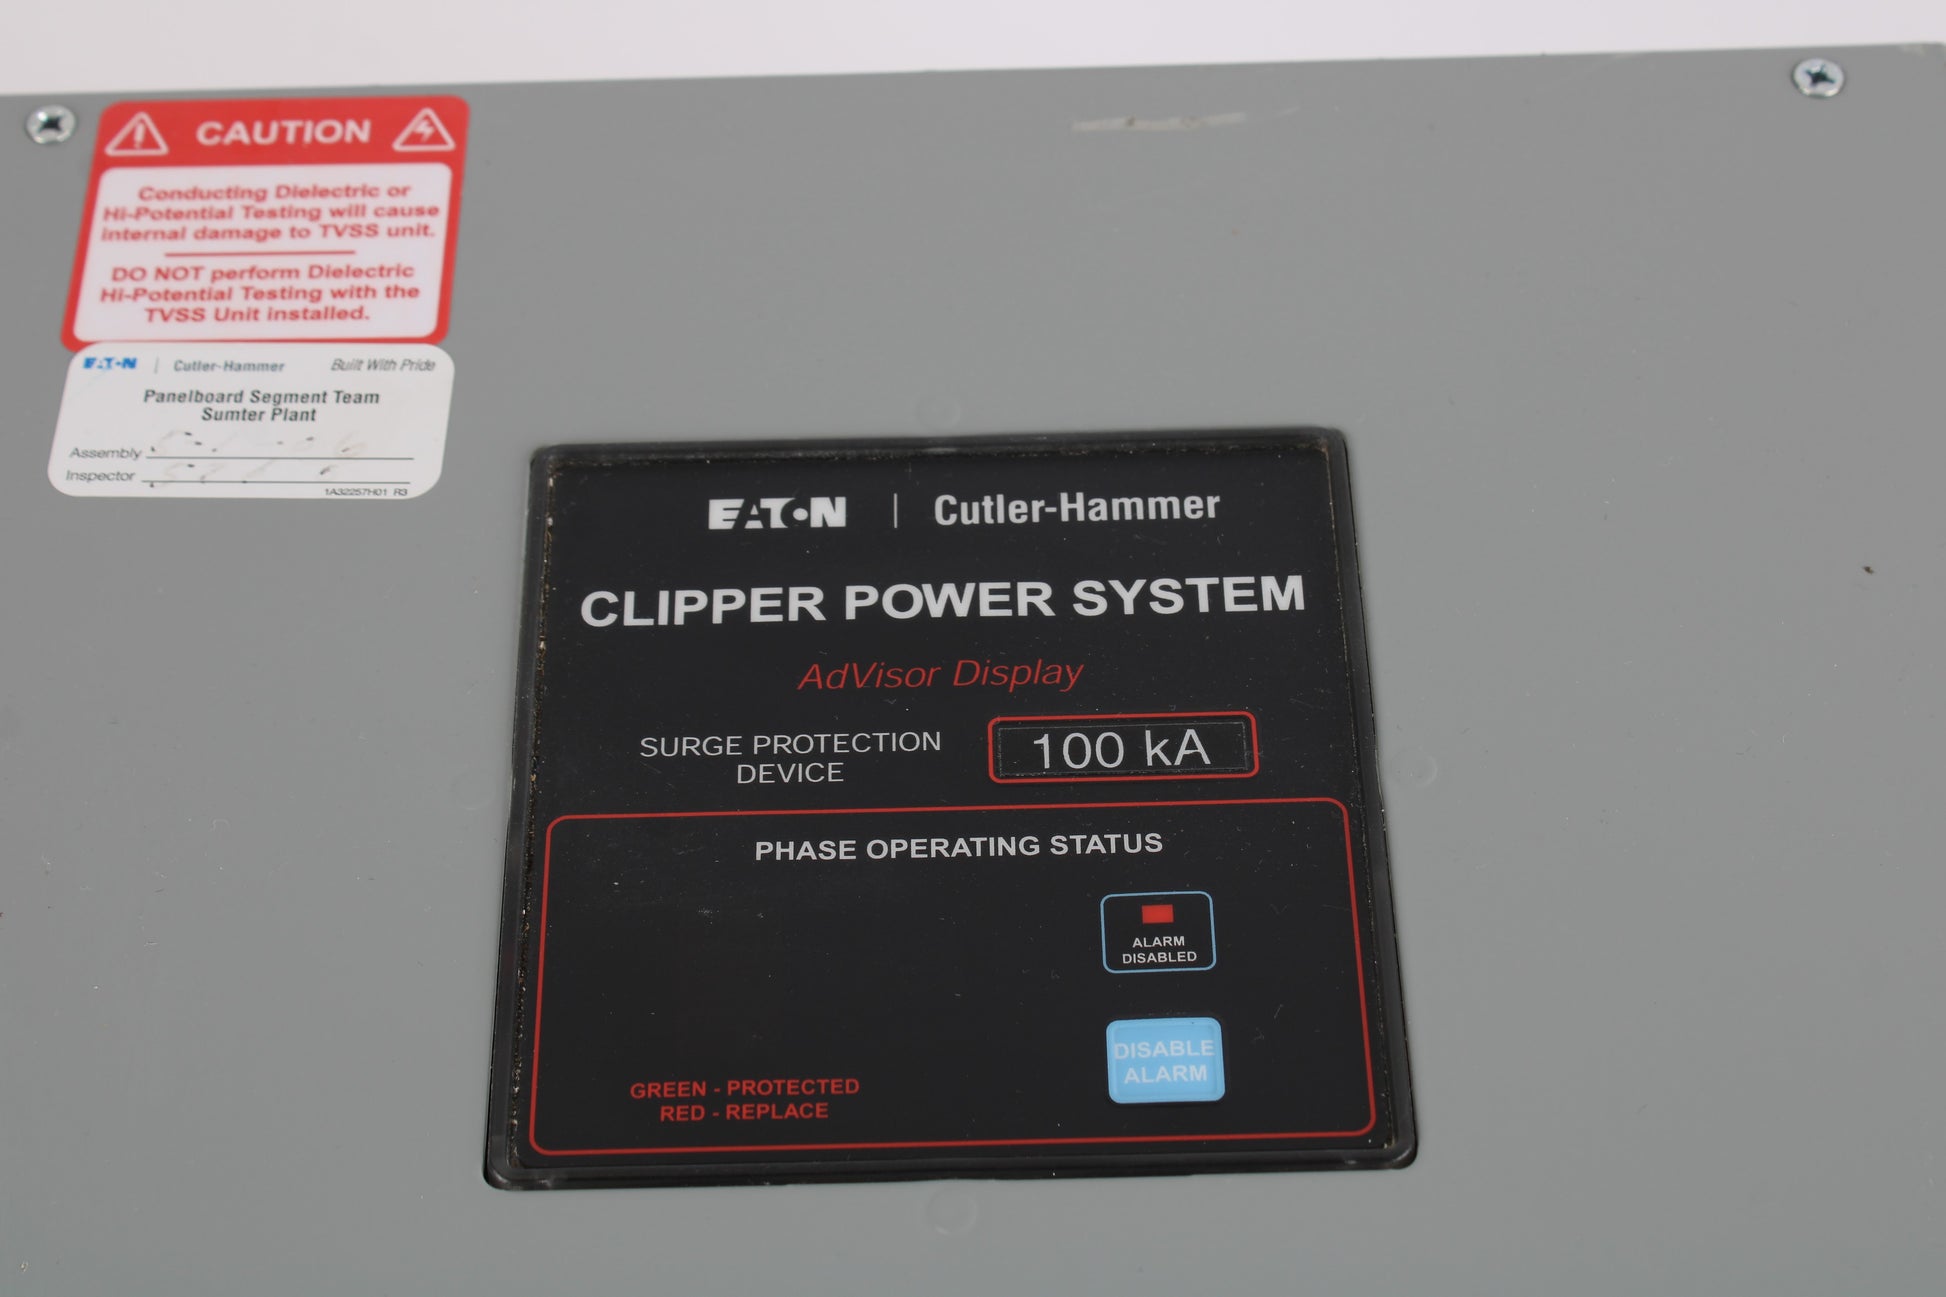 CAUTION
Conducting Dielectric or
Hi-Potential Testing will cause
internal damage to TVSS unit.
DO NOT perform Dielectric
Hi-Potential Testing with the
TVSS Unit installed.
EATON | Cutler-Hammer Built With Pride
Panelboard Segment Team
Sumter Plant
Assembly
Inspector
1A32257H01 R3
EATON | Cutler-Hammer
CLIPPER POWER SYSTEM
AdVisor Display
SURGE PROTECTION
DEVICE
100 kA
PHASE OPERATING STATUS
ALARM
DISABLED
DISABLE
ALARM
GREEN - PROTECTED
RED - REPLACE